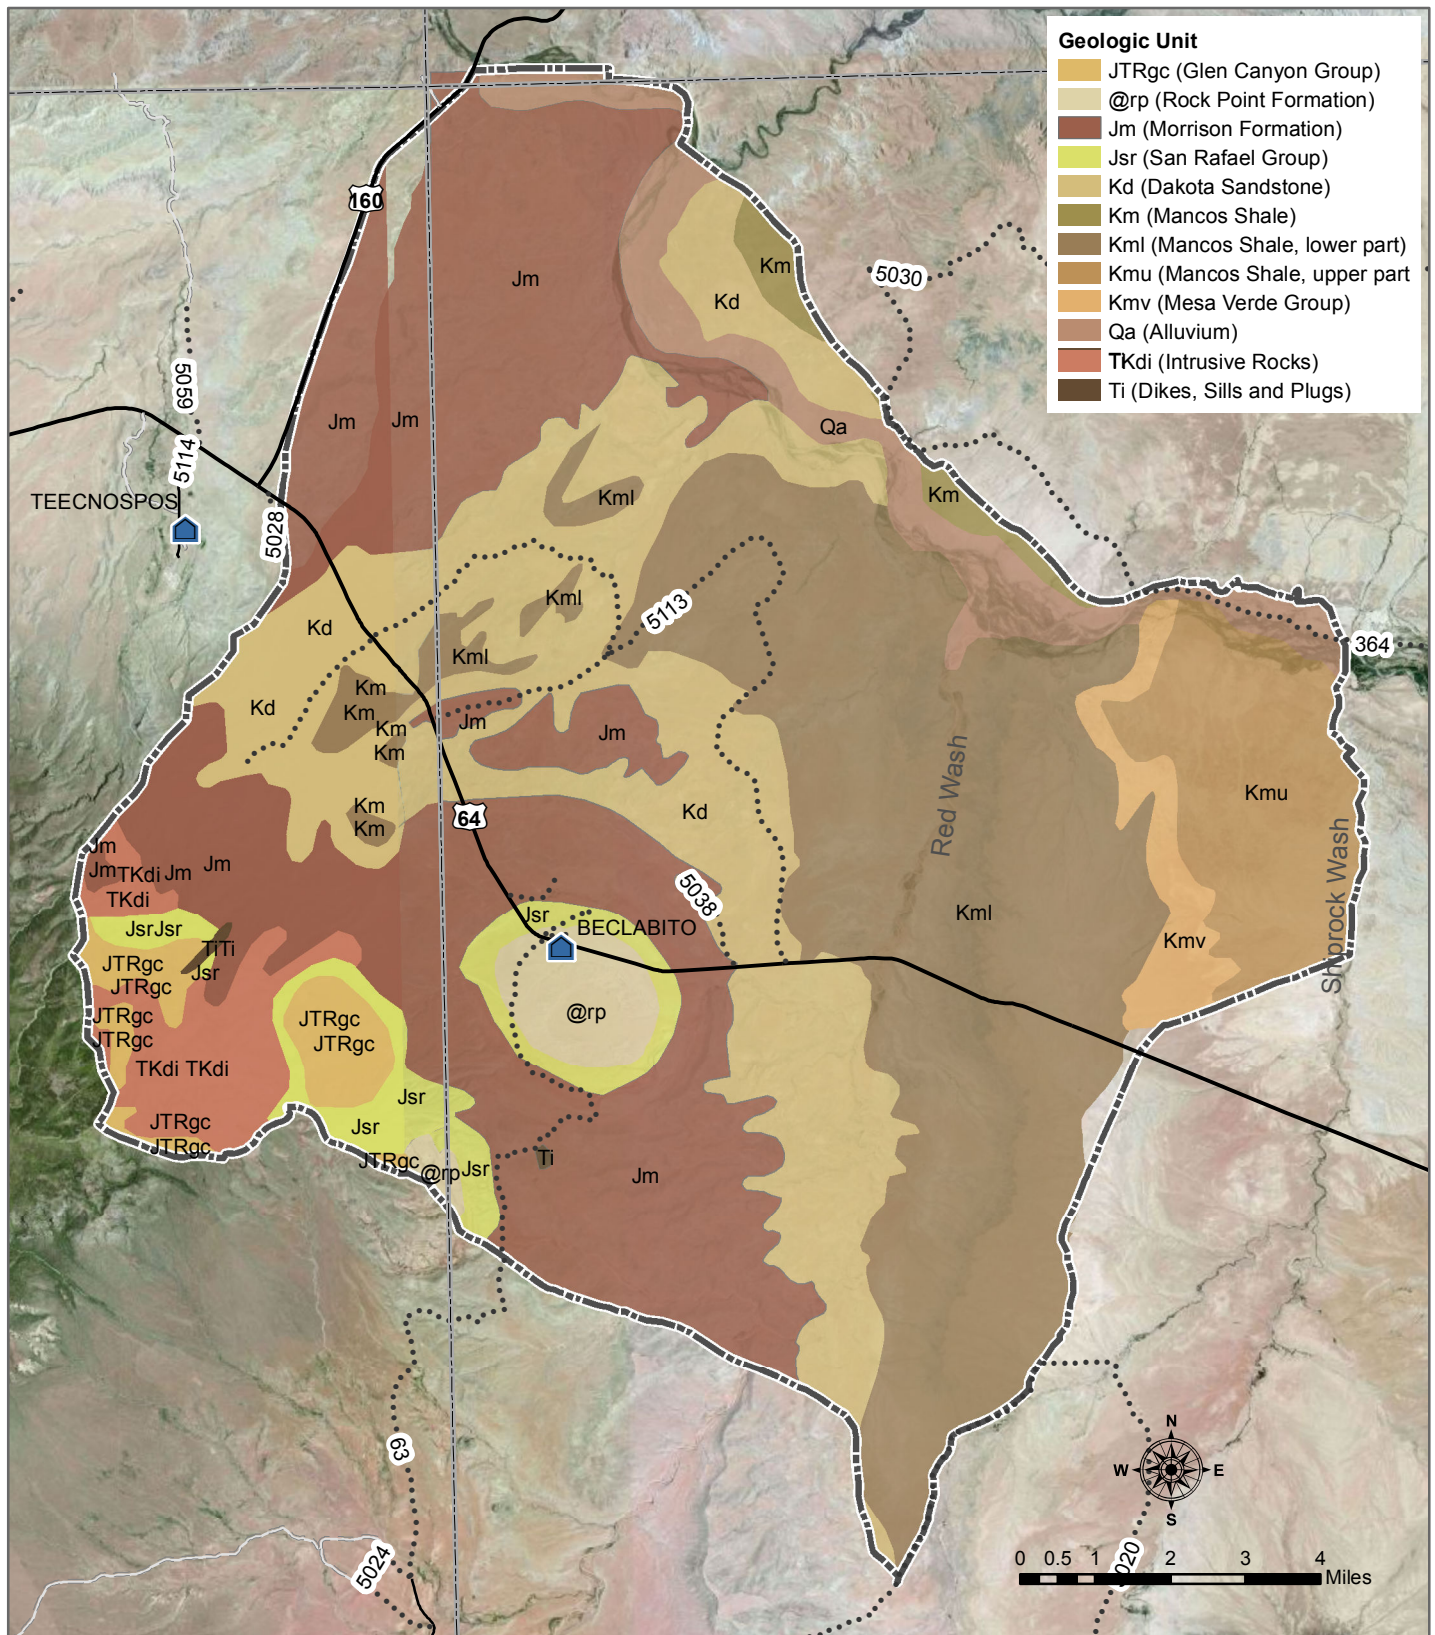 Geologic Unit
JTRgc (Glen Canyon Group)
@rp (Rock Point Formation)
Jm (Morrison Formation)
Jsr (San Rafael Group)
Kd (Dakota Sandstone)
Km (Mancos Shale)
Kml (Mancos Shale, lower part)
Kmu (Mancos Shale, upper part
Kmv (Mesa Verde Group)
Qa (Alluvium)
TKdi (Intrusive Rocks)
Ti (Dikes, Sills and Plugs)
160
Jm
Km
5030
Kd
5059
Jm
Jm
Qa
5114
TEECNOSPOS
Kml
Km
5028
Kml
5113
Kd
364
Kml
Km
Kd
Km
Jm
Km
Jm
Km
Red Wash
Kmu
Km
Kd
64
Km
Jm
Jm
Jm
TKdi
Jm
TKdi
5038
Shiprock Wash
Jsr
Kml
JsrJsr
BECLABITO
Kmv
TiTi
JTRgc
Jsr
JTRgc
@rp
JTRgc
JTRgc
JTRgc
JTRgc
TKdi TKdi
Jsr
JTRgc
Jsr
JTRgc
JTRgc
@rp
Jsr
Ti
Jm
63
N
W
E
S
0 0.5 1 2 3 4
Miles
5024
020